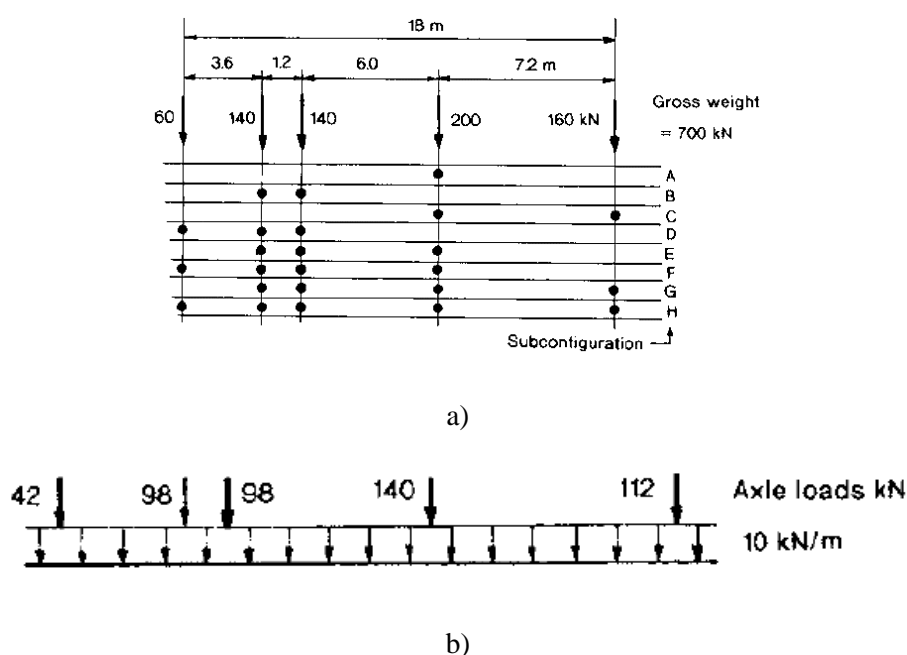 18 m
3.6 1.2 6.0 7.2 m
60 140 140 200 160 kN
Gross weight
= 700 kN
A
B
C
D
E
F
G
H
Subconfiguration
a)
42 98 98 140 112 Axle loads kN
10 kN/m
b)